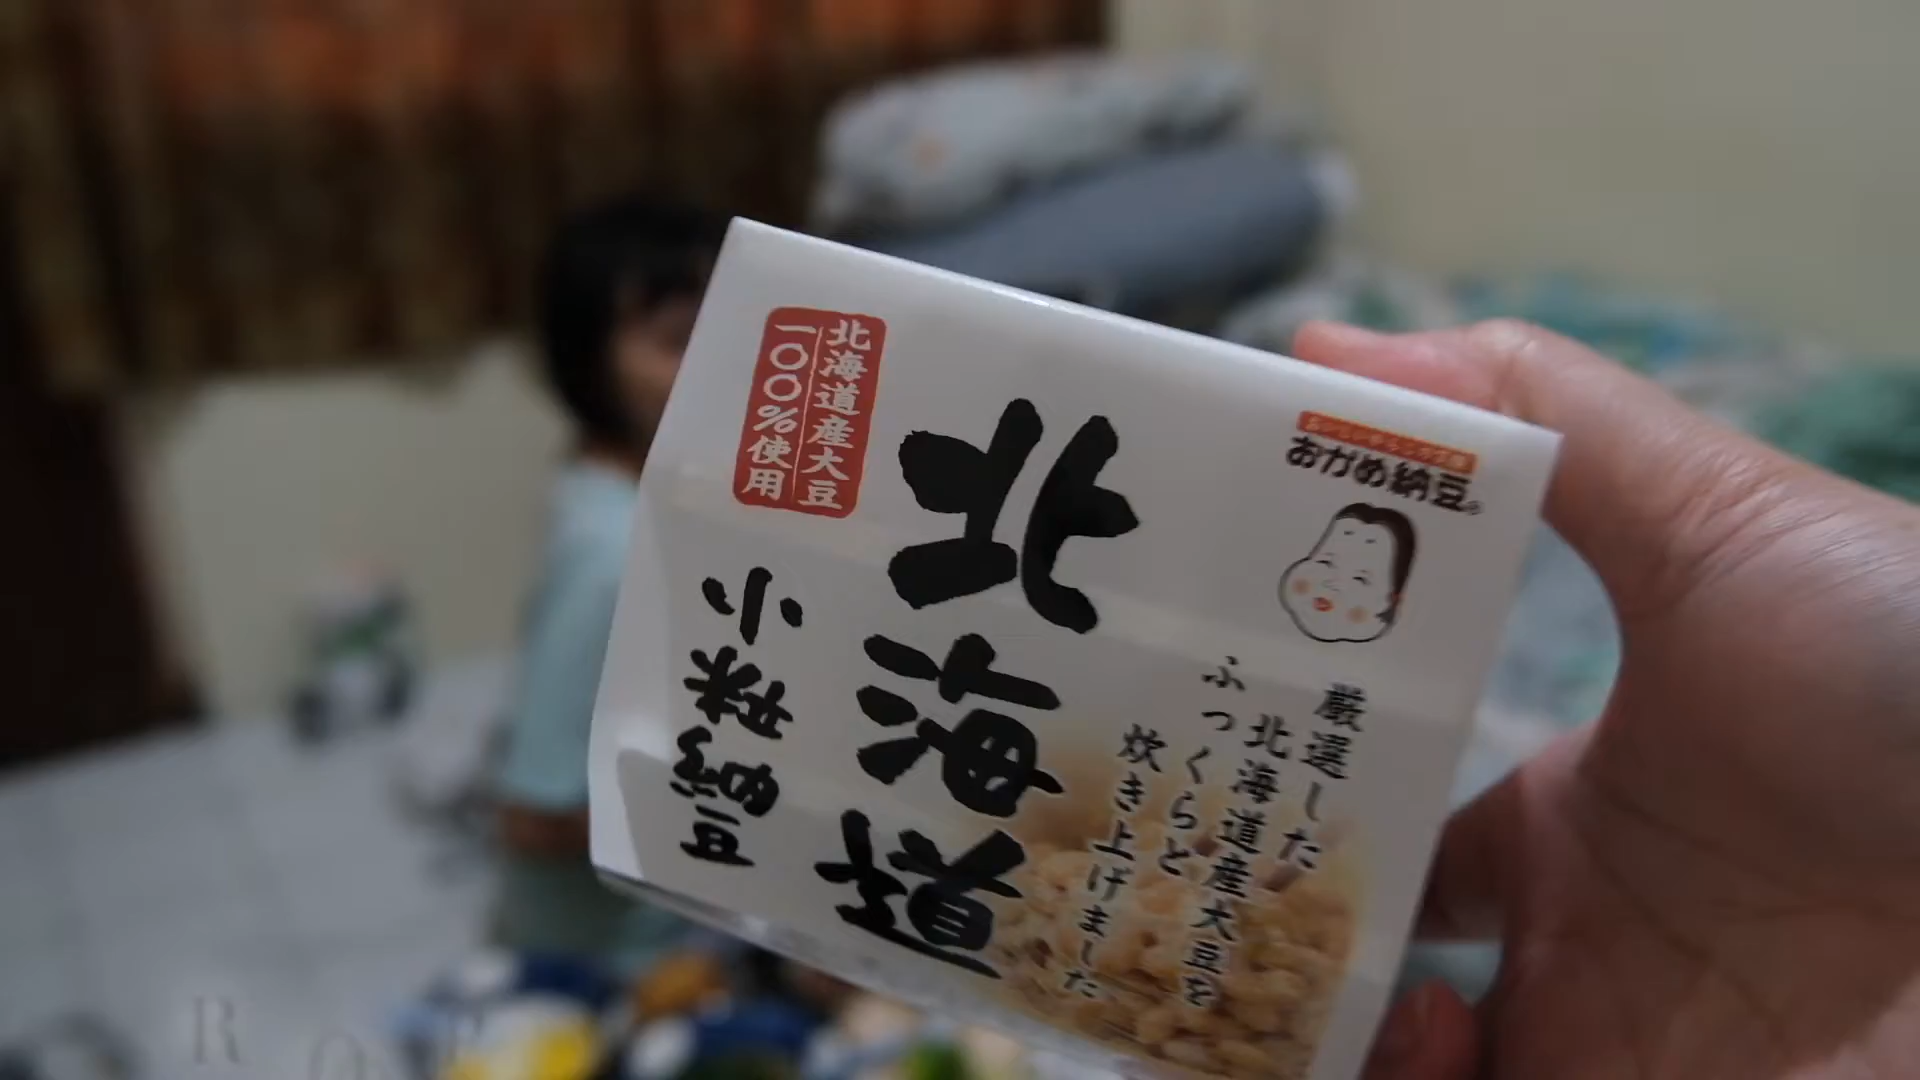 おかめ納豆
厳選した
北海道産大豆を
ふっくらと
炊き上げました
北海道
小粒納豆
北海道産大豆
一〇〇%使用
R